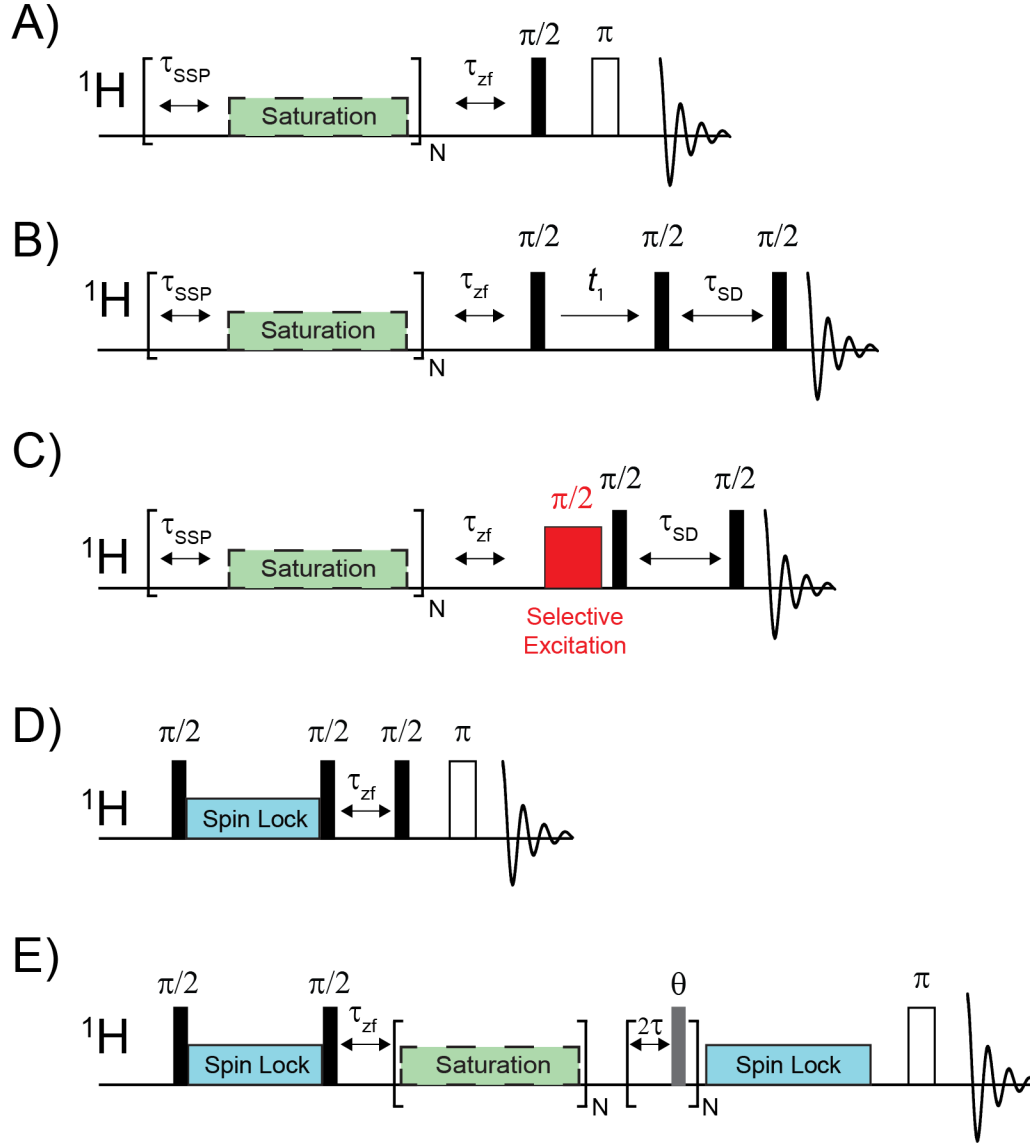 A)
π/2 π
¹H τSSP Saturation N τzf
B)
π/2 π/2 π/2
¹H τSSP Saturation N τzf t₁ τSD
C)
π/2 π/2 π/2
¹H τSSP Saturation N τzf τSD
Selective
Excitation
D)
π/2 π/2 π/2 π
¹H Spin Lock τzf
E)
π/2 π/2 θ π
¹H Spin Lock τzf Saturation N 2τ N Spin Lock